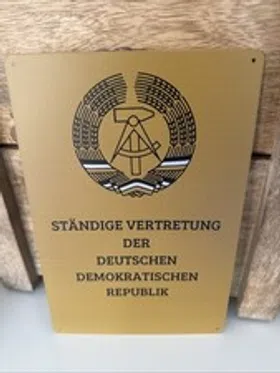 STÄNDIGE VERTRETUNG
DER
DEUTSCHEN
DEMOKRATISCHEN
REPUBLIK